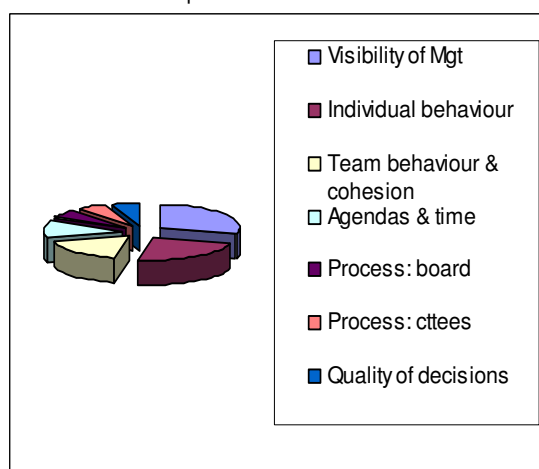 Visibility of Mgt
Individual behaviour
Team behaviour &
cohesion
Agendas & time
Process: board
Process: cttees
Quality of decisions